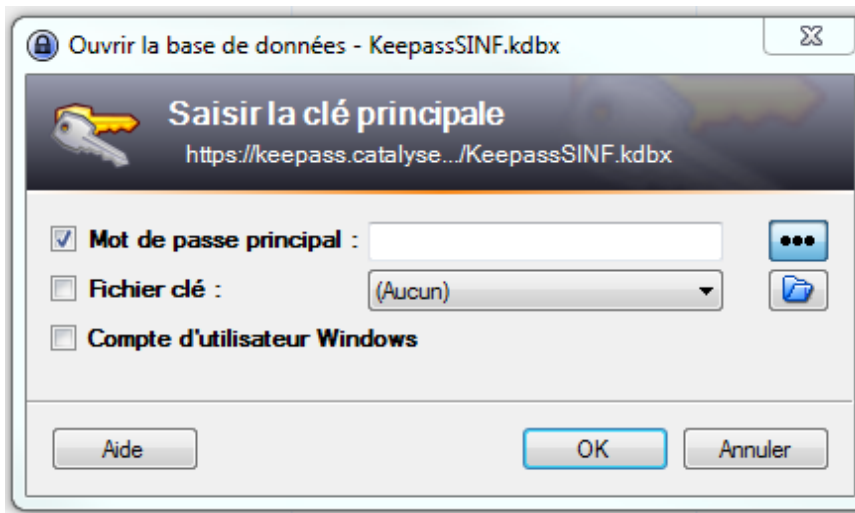 Ouvrir la base de données - KeepassSINF.kdbx
Saisir la clé principale
https://keepass.catalyse.../KeepassSINF.kdbx
Mot de passe principal :
Fichier clé : (Aucun)
Compte d'utilisateur Windows
Aide OK Annuler